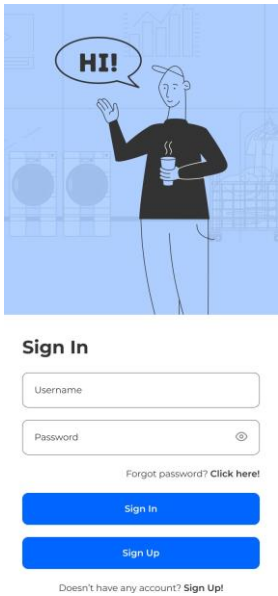 HI!
Sign In
Username
Password
Forgot password? Click here!
Sign In
Sign Up
Doesn't have any account? Sign Up!